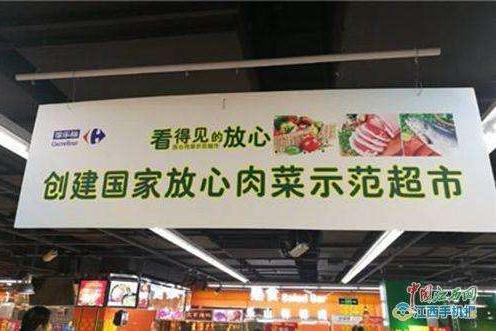 家乐福
Carrefour
看得见的放心
创建国家放心肉菜示范超市
Salad Bar
中国江西网
江西手机报